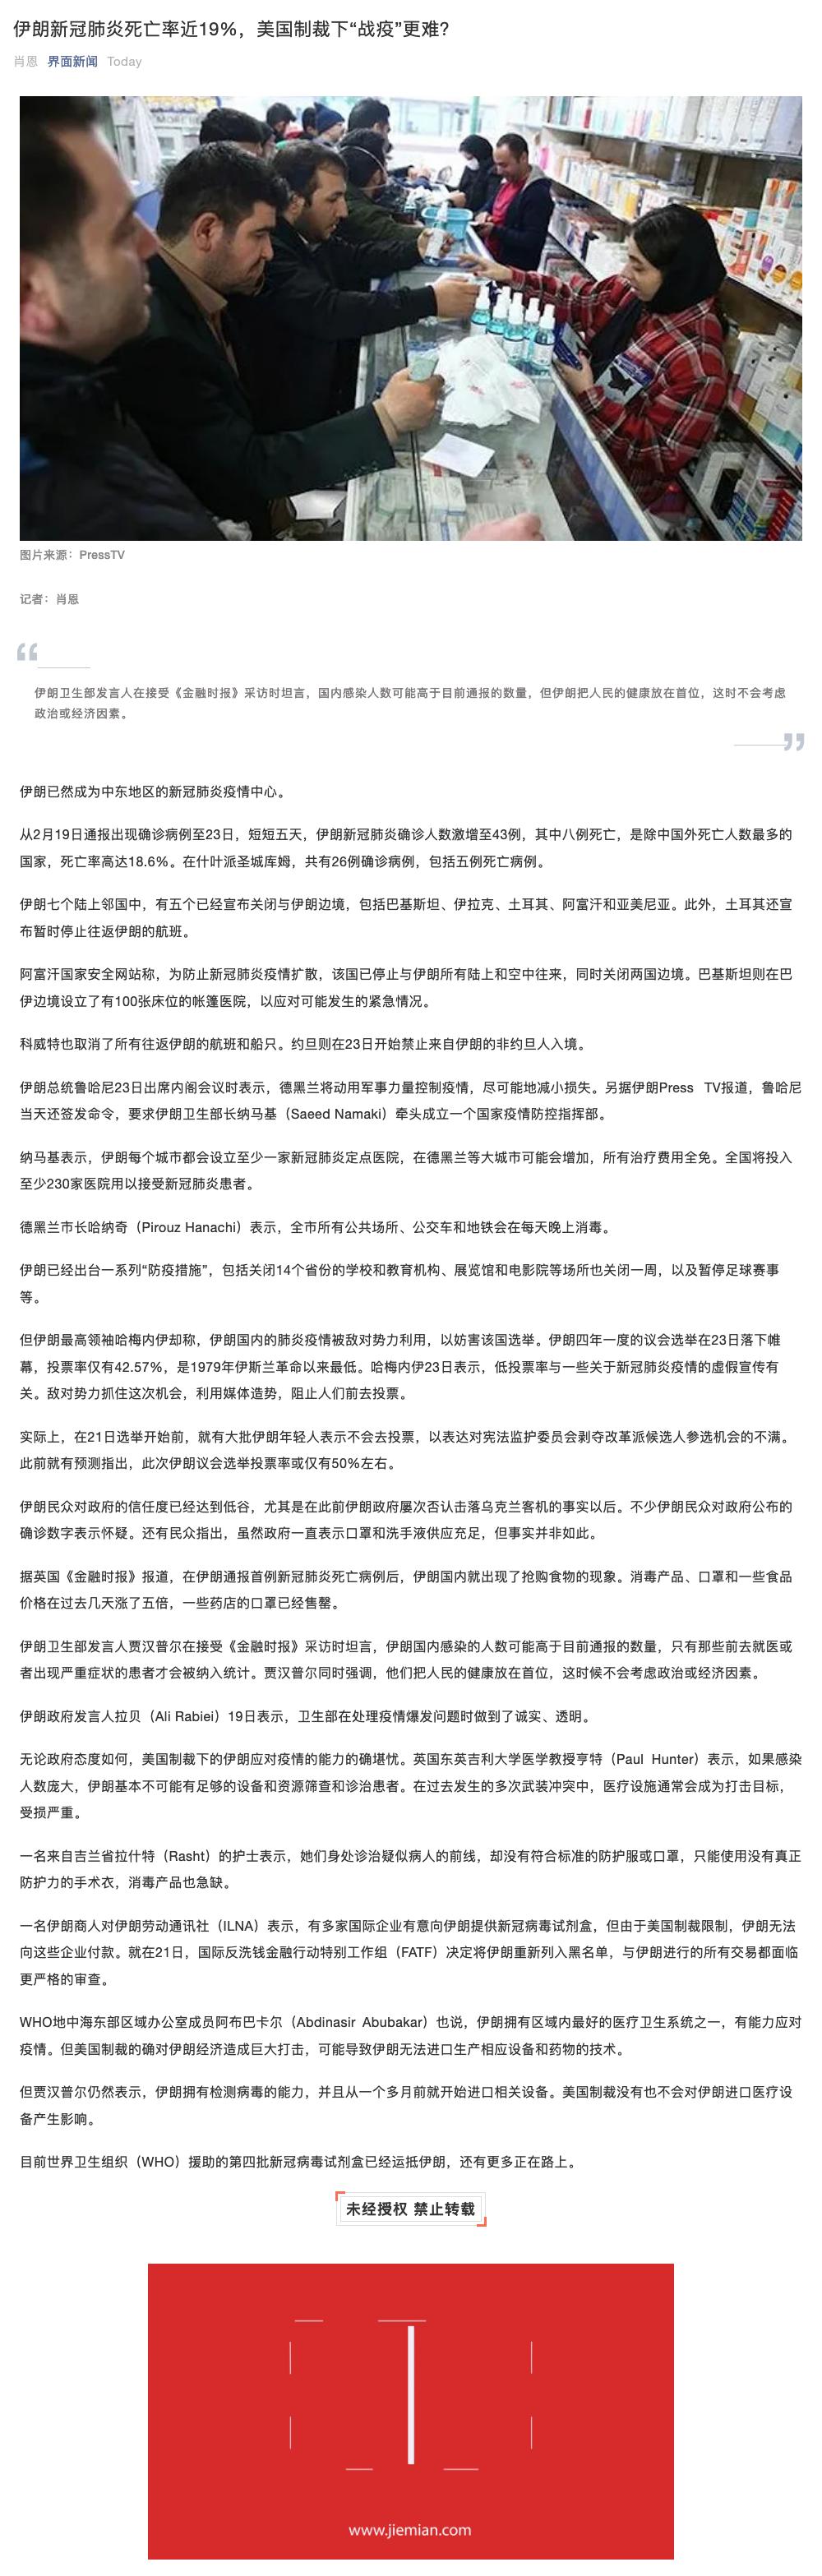 伊朗新冠肺炎死亡率近19%，美国制裁下“战疫”更难？
肖恩 界面新闻 Today
图片来源：PressTV
记者：肖恩
伊朗卫生部发言人在接受《金融时报》采访时坦言，国内感染人数可能高于目前通报的数量，但伊朗把人民的健康放在首位，这时不会考虑
政治或经济因素。
伊朗已然成为中东地区的新冠肺炎疫情中心。
从2月19日通报出现确诊病例至23日，短短五天，伊朗新冠肺炎确诊人数激增至43例，其中八例死亡，是除中国外死亡人数最多的
国家，死亡率高达18.6%。在什叶派圣城库姆，共有26例确诊病例，包括五例死亡病例。
伊朗七个陆上邻国中，有五个已经宣布关闭与伊朗边境，包括巴基斯坦、伊拉克、土耳其、阿富汗和亚美尼亚。此外，土耳其还宣
布暂时停止往返伊朗的航班。
阿富汗国家安全网站称，为防止新冠肺炎疫情扩散，该国已停止与伊朗所有陆上和空中往来，同时关闭两国边境。巴基斯坦则在巴
伊边境设立了有100张床位的帐篷医院，以应对可能发生的紧急情况。
科威特也取消了所有往返伊朗的航班和船只。约旦则在23日开始禁止来自伊朗的非约旦人入境。
伊朗总统鲁哈尼23日出席内阁会议时表示，德黑兰将动用军事力量控制疫情，尽可能地减小损失。另据伊朗Press TV报道，鲁哈尼
当天还签发命令，要求伊朗卫生部长纳马基（Saeed Namaki）牵头成立一个国家疫情防控指挥部。
纳马基表示，伊朗每个城市都会设立至少一家新冠肺炎定点医院，在德黑兰等大城市可能会增加，所有治疗费用全免。全国将投入
至少230家医院用以接受新冠肺炎患者。
德黑兰市长哈纳奇（Pirouz Hanachi）表示，全市所有公共场所、公交车和地铁会在每天晚上消毒。
伊朗已经出台一系列“防疫措施”，包括关闭14个省份的学校和教育机构、展览馆和电影院等场所也关闭一周，以及暂停足球赛事
等。
但伊朗最高领袖哈梅内伊却称，伊朗国内的肺炎疫情被敌对势力利用，以妨害该国选举。伊朗四年一度的议会选举在23日落下帷
幕，投票率仅有42.57%，是1979年伊斯兰革命以来最低。哈梅内伊23日表示，低投票率与一些关于新冠肺炎疫情的虚假宣传有
关。敌对势力抓住这次机会，利用媒体造势，阻止人们前去投票。
实际上，在21日选举开始前，就有大批伊朗年轻人表示不会去投票，以表达对宪法监护委员会剥夺改革派候选人参选机会的不满。
此前就有预测指出，此次伊朗议会选举投票率或仅有50%左右。
伊朗民众对政府的信任度已经达到低谷，尤其是在此前伊朗政府屡次否认击落乌克兰客机的事实以后。不少伊朗民众对政府公布的
确诊数字表示怀疑。还有民众指出，虽然政府一直表示口罩和洗手液供应充足，但事实并非如此。
据英国《金融时报》报道，在伊朗通报首例新冠肺炎死亡病例后，伊朗国内就出现了抢购食物的现象。消毒产品、口罩和一些食品
价格在过去几天涨了五倍，一些药店的口罩已经售罄。
伊朗卫生部发言人贾汉普尔在接受《金融时报》采访时坦言，伊朗国内感染的人数可能高于目前通报的数量，只有那些前去就医或
者出现严重症状的患者才会被纳入统计。贾汉普尔同时强调，他们把人民的健康放在首位，这时候不会考虑政治或经济因素。
伊朗政府发言人拉贝（Ali Rabiei）19日表示，卫生部在处理疫情爆发问题时做到了诚实、透明。
无论政府态度如何，美国制裁下的伊朗应对疫情的能力的确堪忧。英国东英吉利大学医学教授亨特（Paul Hunter）表示，如果感染
人数庞大，伊朗基本不可能有足够的设备和资源筛查和诊治患者。在过去发生的多次武装冲突中，医疗设施通常会成为打击目标，
受损严重。
一名来自吉兰省拉什特（Rasht）的护士表示，她们身处诊治疑似病人的前线，却没有符合标准的防护服或口罩，只能使用没有真正
防护力的手术衣，消毒产品也急缺。
一名伊朗商人对伊朗劳动通讯社（ILNA）表示，有多家国际企业有意向伊朗提供新冠病毒试剂盒，但由于美国制裁限制，伊朗无法
向这些企业付款。就在21日，国际反洗钱金融行动特别工作组（FATF）决定将伊朗重新列入黑名单，与伊朗进行的所有交易都面临
更严格的审查。
WHO地中海东部区域办公室成员阿布巴卡尔（Abdinasir Abubakar）也说，伊朗拥有区域内最好的医疗卫生系统之一，有能力应对
疫情。但美国制裁的确对伊朗经济造成巨大打击，可能导致伊朗无法进口生产相应设备和药物的技术。
但贾汉普尔仍然表示，伊朗拥有检测病毒的能力，并且从一个多月前就开始进口相关设备。美国制裁没有也不会对伊朗进口医疗设
备产生影响。
目前世界卫生组织（WHO）援助的第四批新冠病毒试剂盒已经运抵伊朗，还有更多正在路上。
未经授权 禁止转载
www.jiemian.com